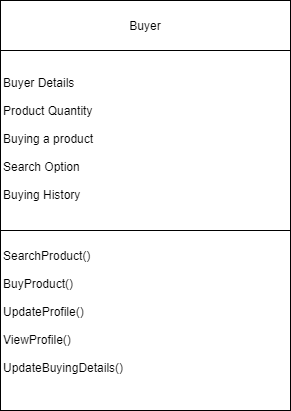 Buyer
Buyer Details
Product Quantity
Buying a product
Search Option
Buying History
SearchProduct()
BuyProduct()
UpdateProfile()
ViewProfile()
UpdateBuyingDetails()